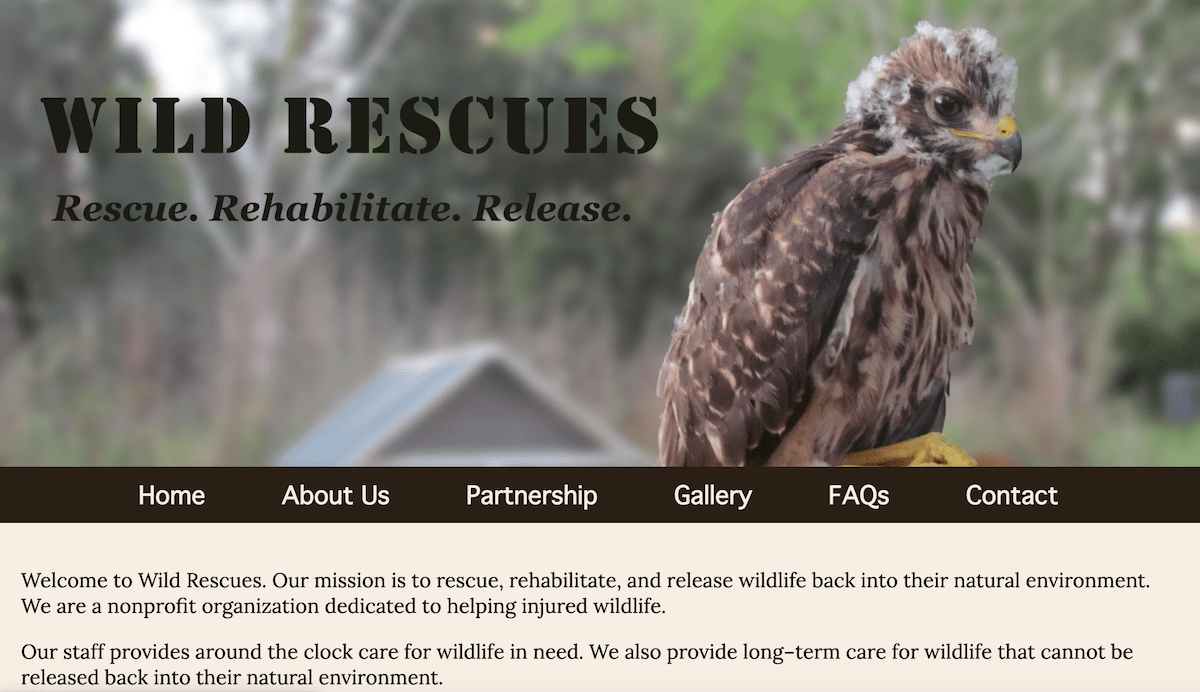 WILD RESCUES
Rescue. Rehabilitate. Release.
Home About Us Partnership Gallery FAQs Contact
Welcome to Wild Rescues. Our mission is to rescue, rehabilitate, and release wildlife back into their natural environment.
We are a nonprofit organization dedicated to helping injured wildlife.
Our staff provides around the clock care for wildlife in need. We also provide long-term care for wildlife that cannot be
released back into their natural environment.